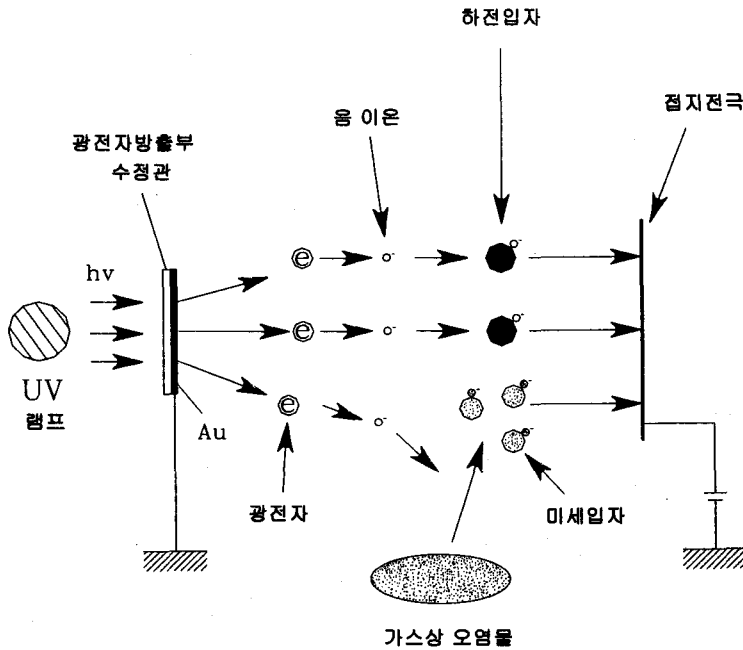 하전입자
음 이온
접지전극
광전자방출부
수정관
hv
e
o⁻
o⁻
e
o⁻
o⁻
UV
램프
Au
e
o⁻
광전자
미세입자
가스상 오염물